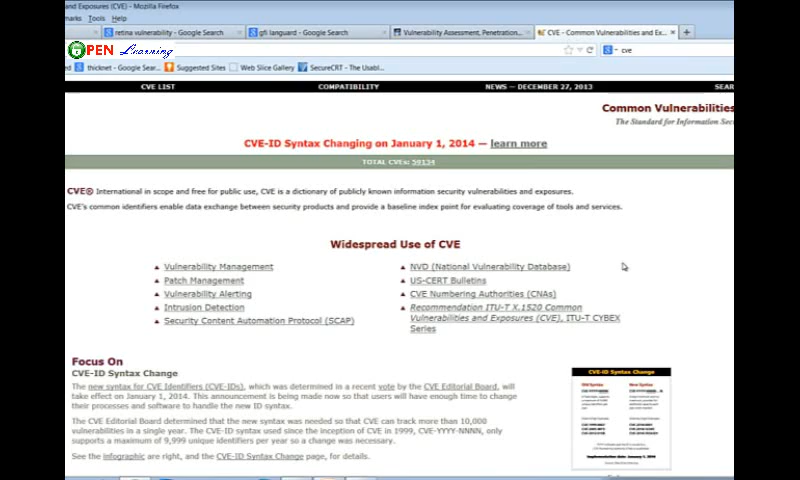 and Exposures (CVE) - Mozilla Firefox
marks Tools Help
retina vulnerability - Google Search
gfi languard - Google Search
Vulnerability Assessment, Penetration...
CVE - Common Vulnerabilities and Ex...
OPEN Learning
cve
thicknet - Google Sear...
Suggested Sites
Web Slice Gallery
SecureCRT - The Usabl...
CVE LIST
COMPATIBILITY
NEWS — DECEMBER 27, 2013
SEAR
Common Vulnerabilities
The Standard for Information Secu
CVE-ID Syntax Changing on January 1, 2014 — learn more
TOTAL CVEs: 59134
CVE® International in scope and free for public use, CVE is a dictionary of publicly known information security vulnerabilities and exposures.
CVE's common identifiers enable data exchange between security products and provide a baseline index point for evaluating coverage of tools and services.
Widespread Use of CVE
Vulnerability Management
Patch Management
Vulnerability Alerting
Intrusion Detection
Security Content Automation Protocol (SCAP)
NVD (National Vulnerability Database)
US-CERT Bulletins
CVE Numbering Authorities (CNAs)
Recommendation ITU-T X.1520 Common
Vulnerabilities and Exposures (CVE), ITU-T CYBEX
Series
Focus On
CVE-ID Syntax Change
The new syntax for CVE Identifiers (CVE-IDs), which was determined in a recent vote by the CVE Editorial Board, will
take effect on January 1, 2014. This announcement is being made now so that users will have enough time to change
their processes and software to handle the new ID syntax.
The CVE Editorial Board determined that the new syntax was needed so that CVE can track more than 10,000
vulnerabilities in a single year. The CVE-ID syntax used since the inception of CVE in 1999, CVE-YYYY-NNNN, only
supports a maximum of 9,999 unique identifiers per year so a change was necessary.
See the infographic are right, and the CVE-ID Syntax Change page, for details.
CVE-ID Syntax Change
Old Syntax
New Syntax
Implementation date: January 1, 2014